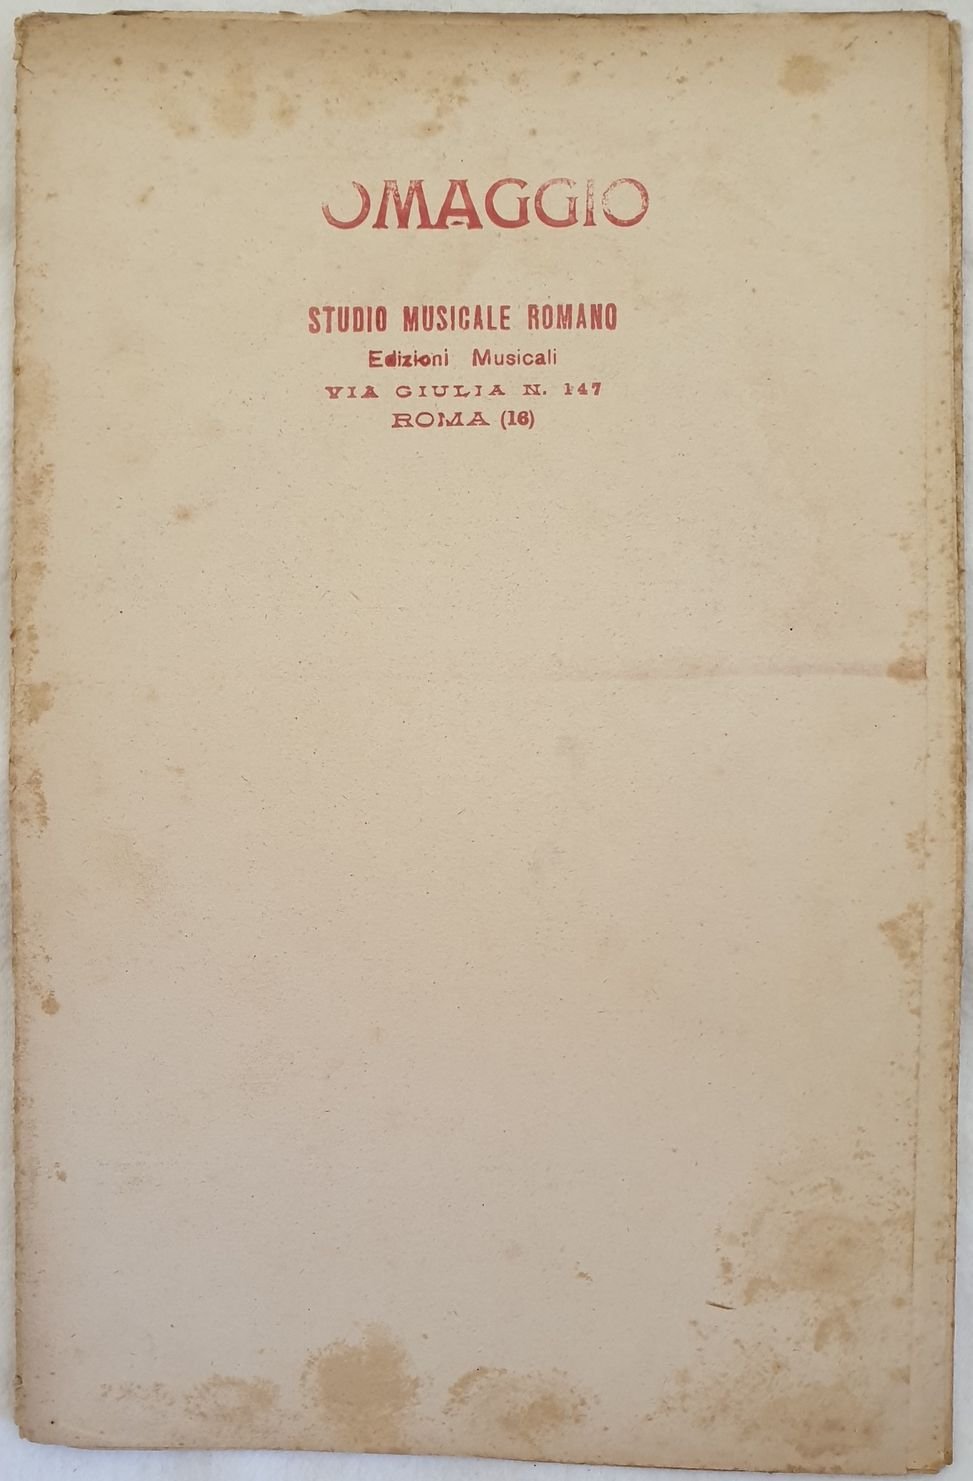 OMAGGIO
STUDIO MUSICALE ROMANO
Edizioni Musicali
VIA GIULIA N. 147
ROMA (16)